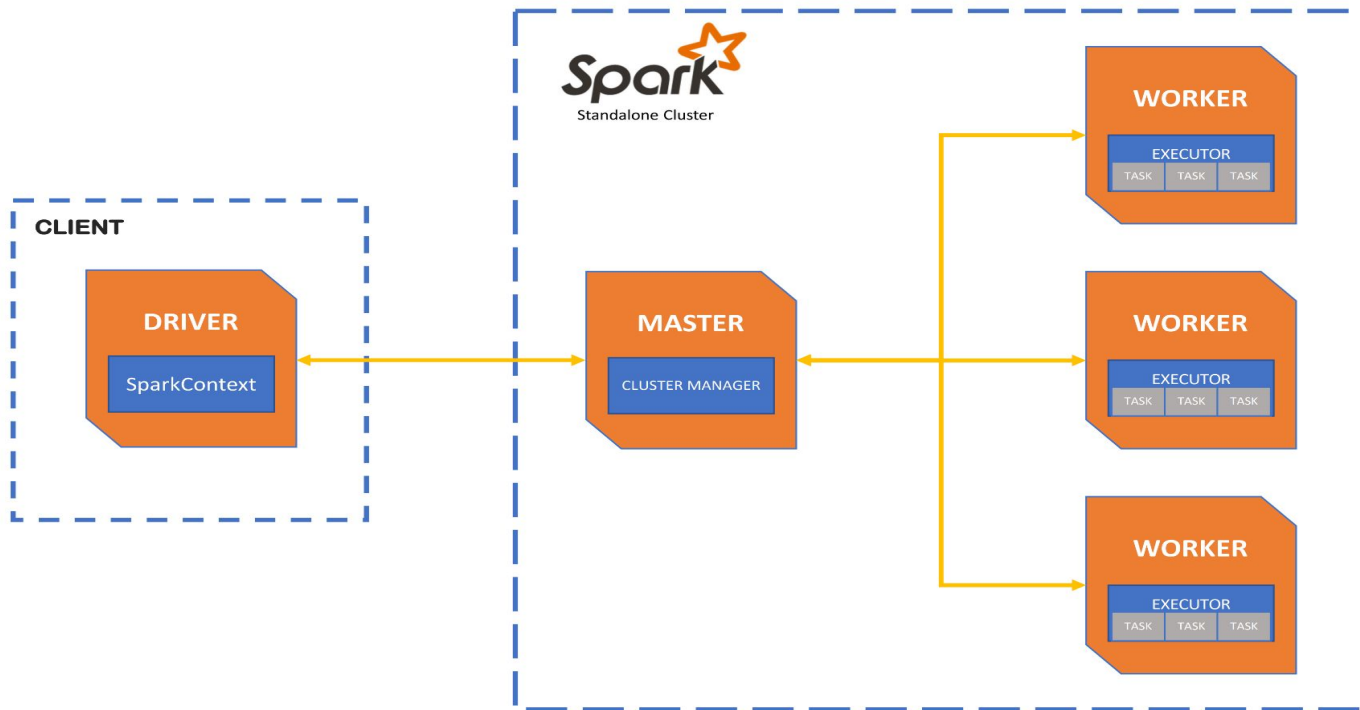 Spark
Standalone Cluster
CLIENT
DRIVER
SparkContext
MASTER
CLUSTER MANAGER
WORKER
EXECUTOR
TASK TASK TASK
WORKER
EXECUTOR
TASK TASK TASK
WORKER
EXECUTOR
TASK TASK TASK